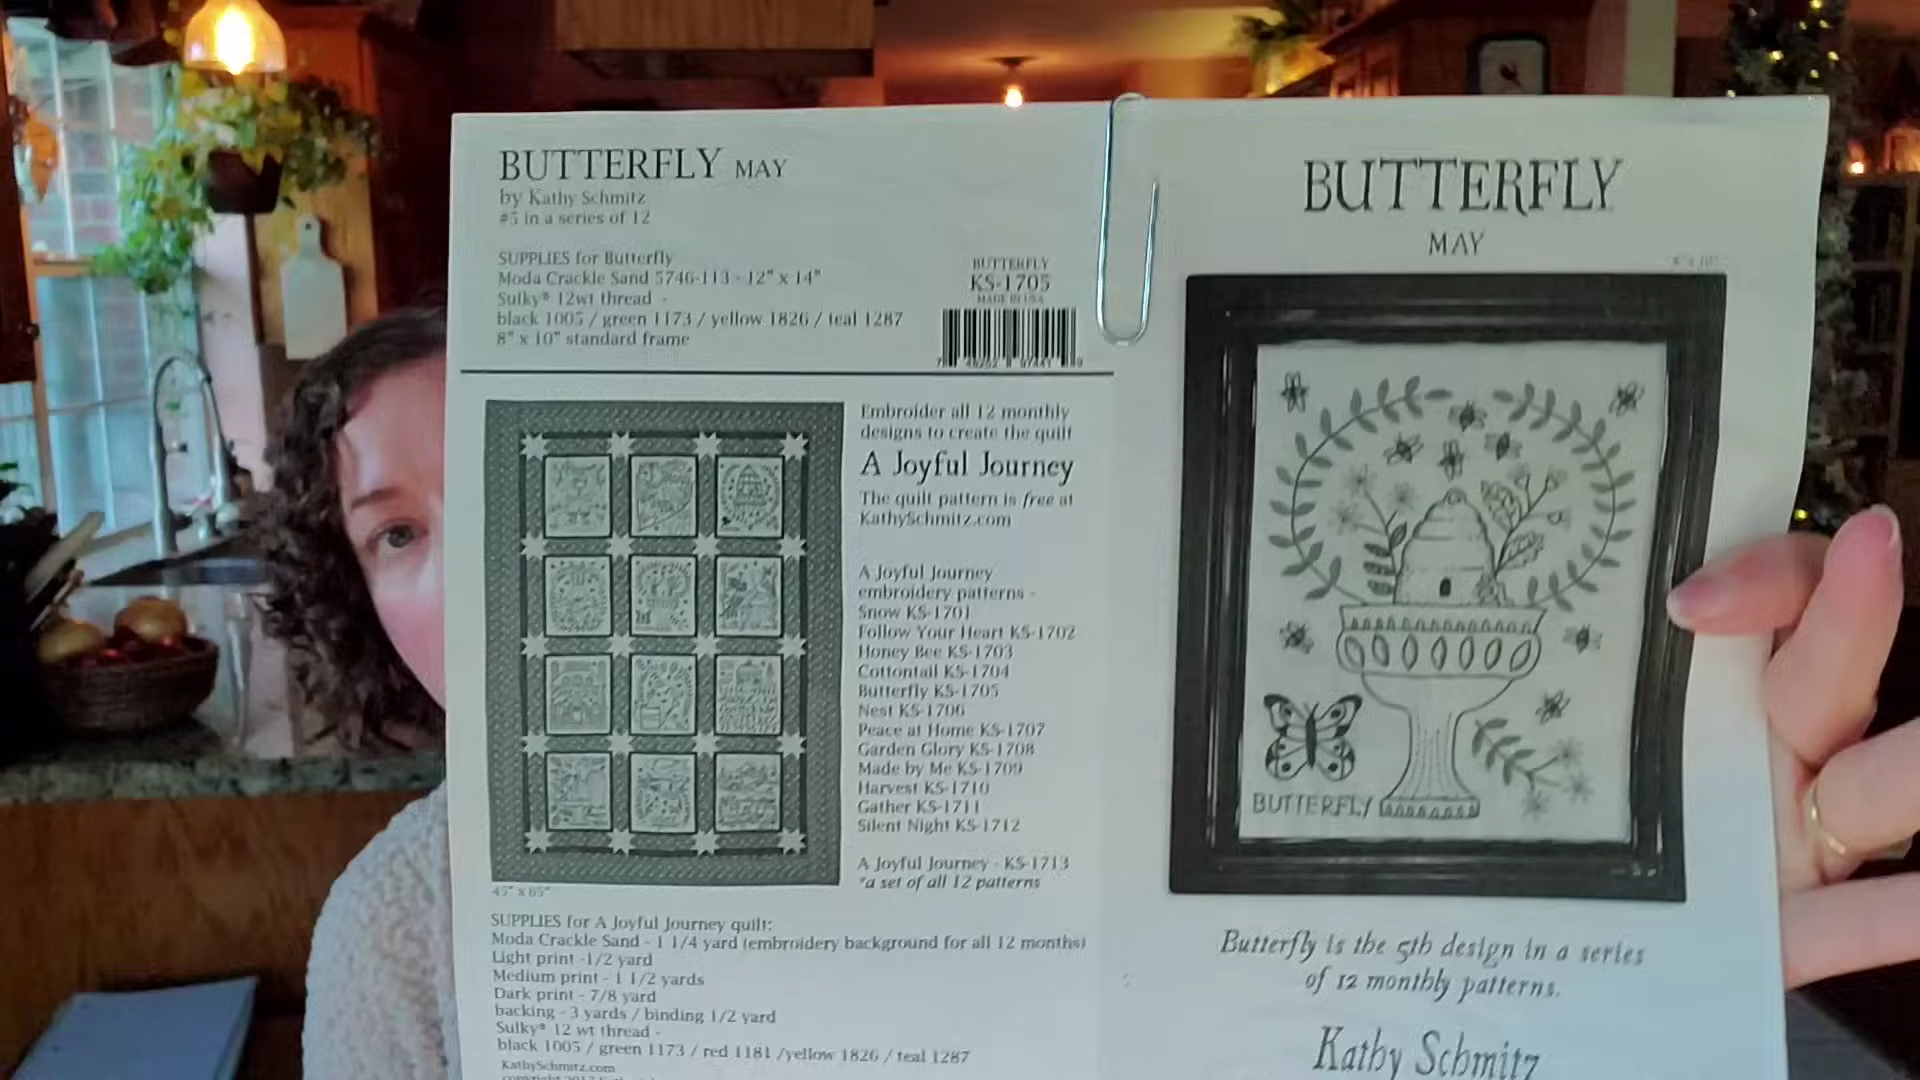 BUTTERFLY MAY
by Kathy Schmitz
#5 in a series of 12
SUPPLIES for Butterfly
Moda Crackle Sand 5746-113 - 12" x 14"
Sulky® 12wt thread -
black 1005 / green 1173 / yellow 1826 / teal 1287
8" x 10" standard frame
BUTTERFLY
KS-1705
MADE IN USA
Embroider all 12 monthly
designs to create the quilt
A Joyful Journey
The quilt pattern is free at
KathySchmitz.com
A Joyful Journey
embroidery patterns -
Snow KS-1701
Follow Your Heart KS-1702
Honey Bee KS-1703
Cottontail KS-1704
Butterfly KS-1705
Nest KS-1706
Peace at Home KS-1707
Garden Glory KS-1708
Made by Me KS-1709
Harvest KS-1710
Gather KS-1711
Silent Night KS-1712
A Joyful Journey - KS-1713
*a set of all 12 patterns
45" x 65"
SUPPLIES for A Joyful Journey quilt:
Moda Crackle Sand - 1 1/4 yard (embroidery background for all 12 months)
Light print -1/2 yard
Medium print - 1 1/2 yards
Dark print - 7/8 yard
backing - 3 yards / binding 1/2 yard
Sulky® 12 wt thread -
black 1005 / green 1173 / red 1181 /yellow 1826 / teal 1287
KathySchmitz.com
BUTTERFLY
MAY
8" x 10"
BUTTERFLY
Butterfly is the 5th design in a series
of 12 monthly patterns.
Kathy Schmitz